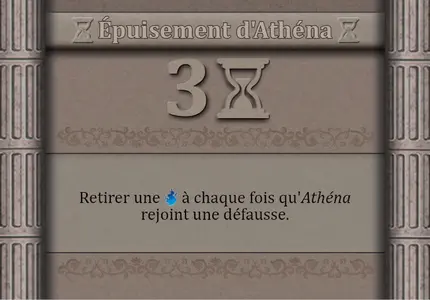 Épuisement d'Athéna
3
Retirer une à chaque fois qu'Athéna
rejoint une défausse.